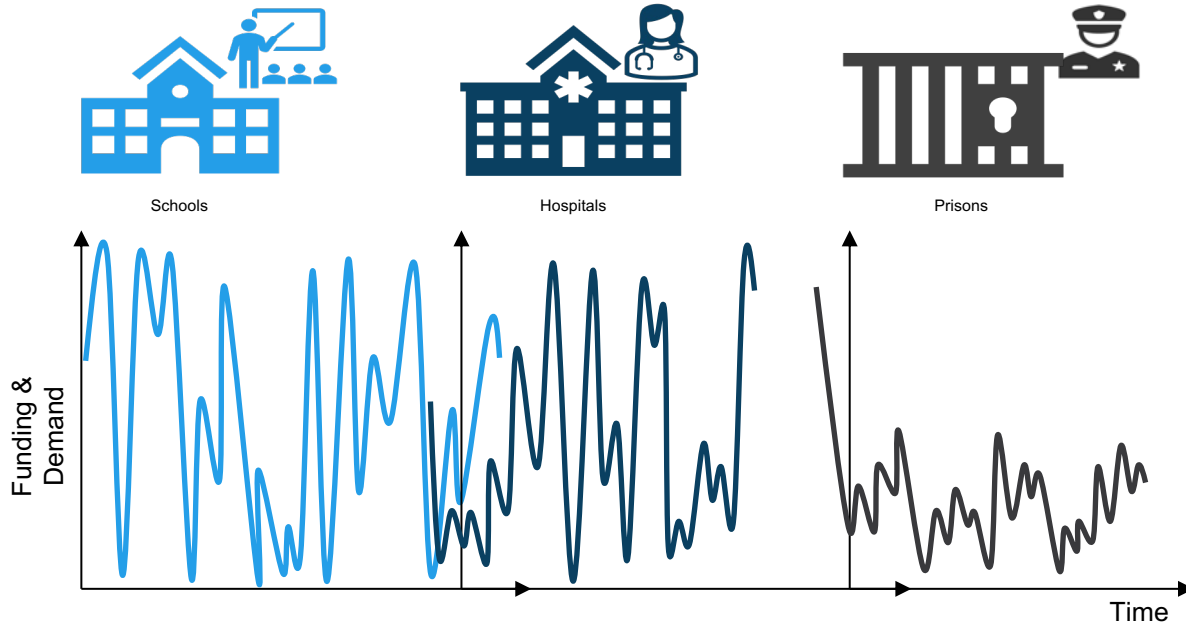 Schools
Hospitals
Prisons
Funding &
Demand
Time